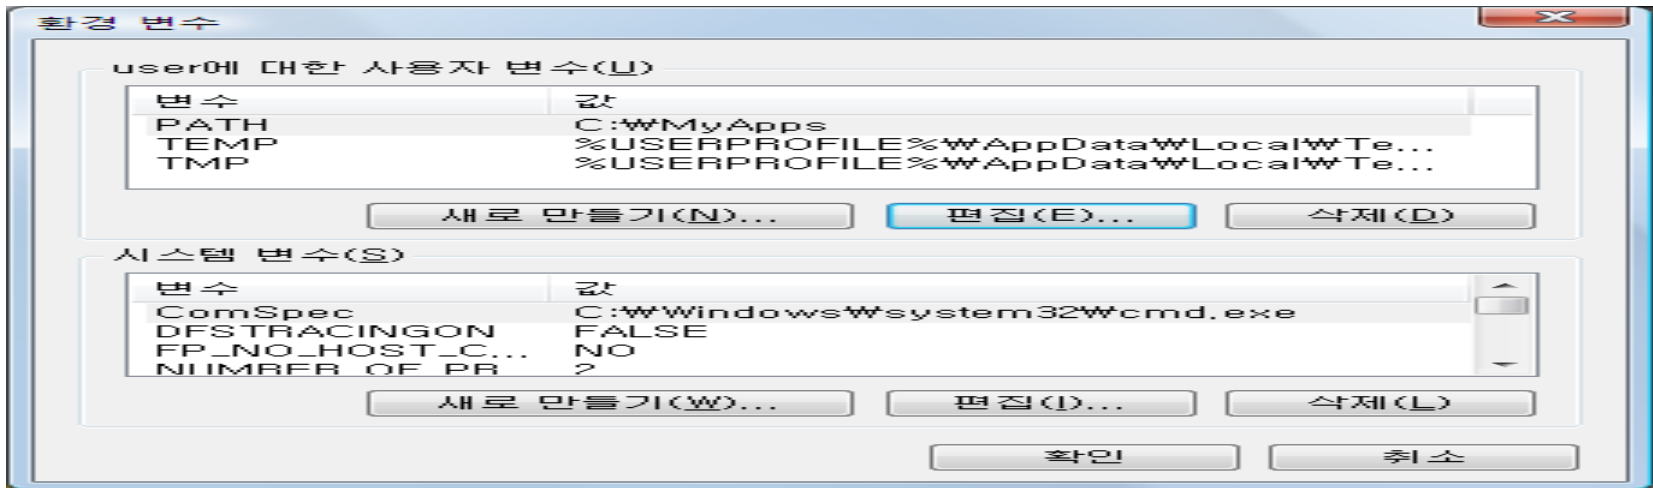 환경 변수
user에 대한 사용자 변수(U)
변수 값
PATH C:₩MyApps
TEMP %USERPROFILE%₩AppData₩Local₩Te...
TMP %USERPROFILE%₩AppData₩Local₩Te...
새로 만들기(N)... 편집(E)... 삭제(D)
시스템 변수(S)
변수 값
ComSpec C:₩Windows₩system32₩cmd.exe
DFSTRACINGON FALSE
FP_NO_HOST_C... NO
NUMBER_OF_PR 2
새로 만들기(W)... 편집(I)... 삭제(L)
확인 취소